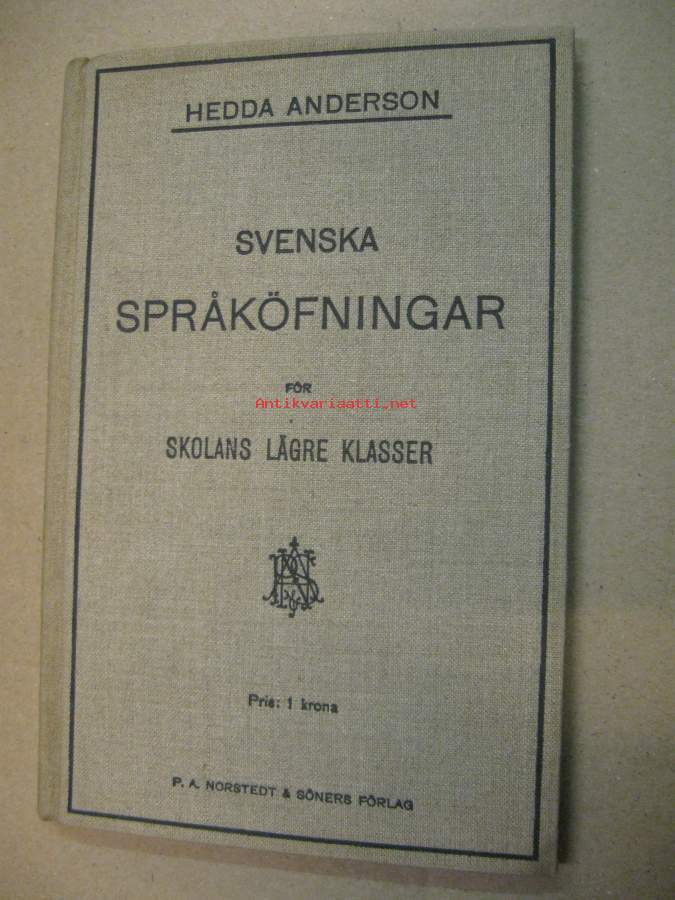 HEDDA ANDERSON
SVENSKA
SPRÅKÖFNINGAR
FÖR
Antikvariaatti.net
SKOLANS LÄGRE KLASSER
Pris: 1 krona
P. A. NORSTEDT & SÖNERS FÖRLAG